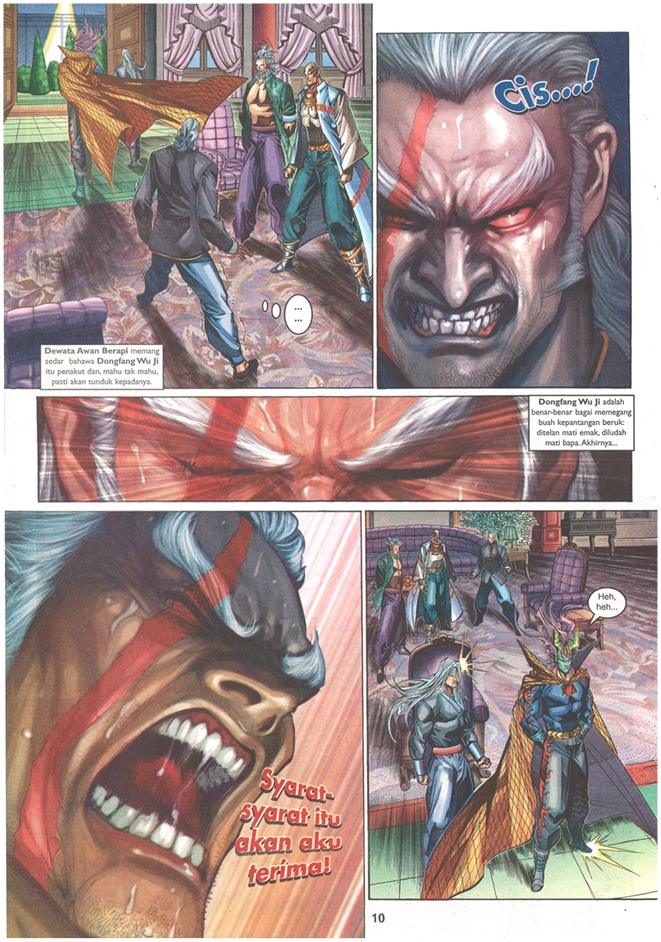 ...
...
Dewata Awan Berapi memang
sedar bahawa Dongfang Wu Ji
itu penakut dan, mahu tak mahu,
pasti akan tunduk kepadanya.
Cis....!
Dongfang Wu Ji adalah
benar-benar bagai memegang
buah kepantangan beruk:
ditelan mati emak, diludah
mati bapa. Akhirnya...
Syarat-
syarat itu
akan aku
terima!
Heh,
heh...
10